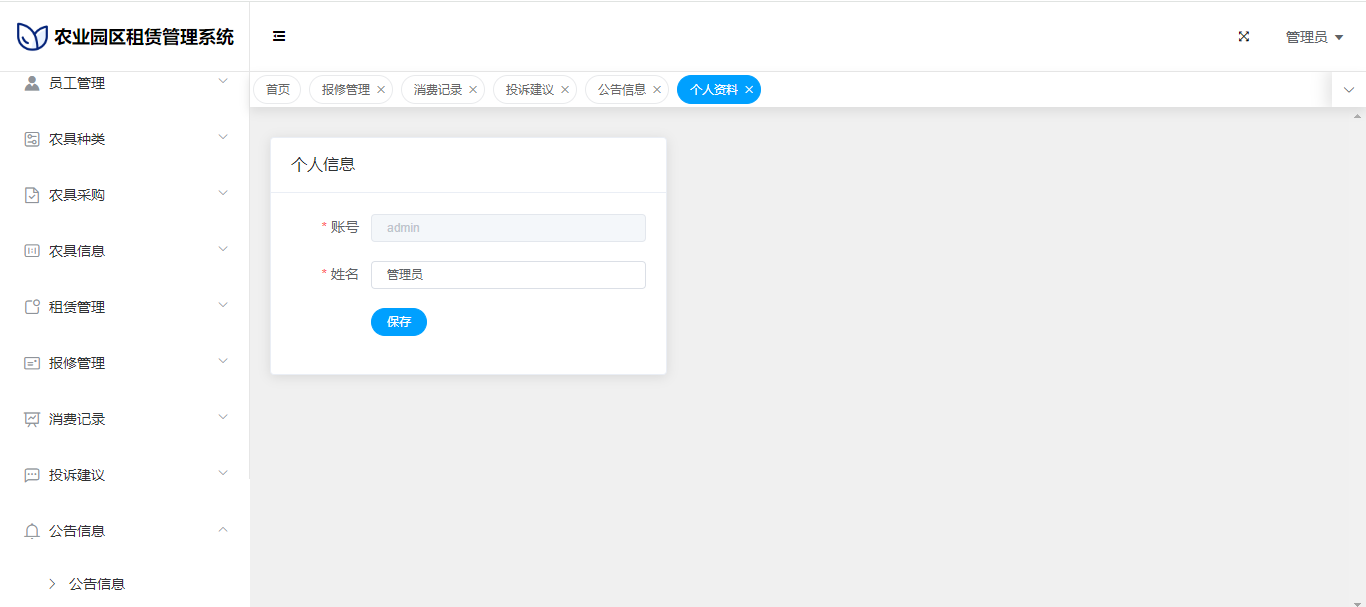 农业园区租赁管理系统
管理员
员工管理
农具种类
农具采购
农具信息
租赁管理
报修管理
消费记录
投诉建议
公告信息
公告信息
首页
报修管理
消费记录
投诉建议
公告信息
个人资料
个人信息
* 账号
admin
* 姓名
管理员
保存